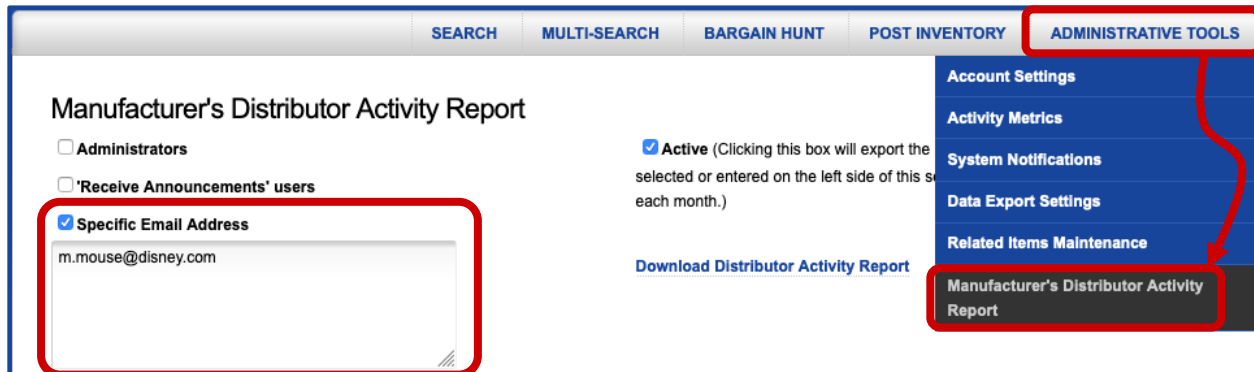 SEARCH MULTI-SEARCH BARGAIN HUNT POST INVENTORY ADMINISTRATIVE TOOLS
Account Settings
Activity Metrics
System Notifications
Data Export Settings
Related Items Maintenance
Manufacturer's Distributor Activity
Report
Manufacturer's Distributor Activity Report
Administrators
'Receive Announcements' users
Specific Email Address
m.mouse@disney.com
Active (Clicking this box will export the
selected or entered on the left side of this
each month.)
Download Distributor Activity Report